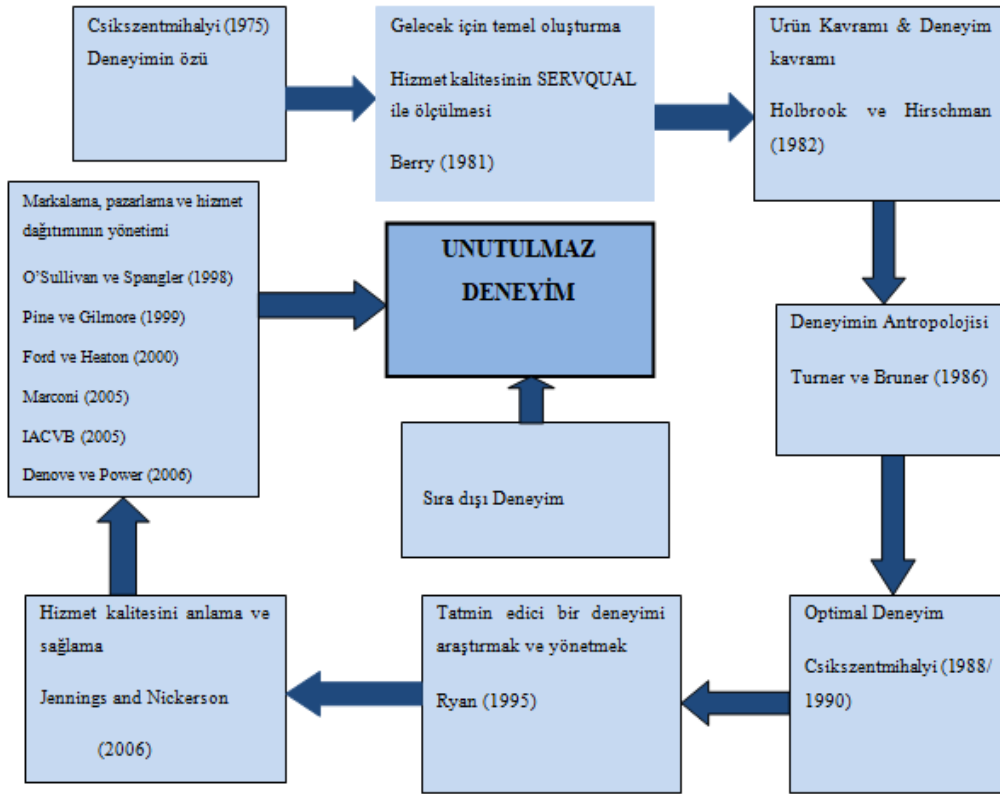 Csikszentmihalyi (1975)
Deneyimin özü
Gelecek için temel oluşturma
Hizmet kalitesinin SERVQUAL
ile ölçülmesi
Berry (1981)
Urün Kavramı & Deneyim
kavramı
Holbrook ve Hirschman
(1982)
Markalama, pazarlama ve hizmet
dağıtımının yönetimi
O'Sullivan ve Spangler (1998)
Pine ve Gilmore (1999)
Ford ve Heaton (2000)
Marconi (2005)
IACVB (2005)
Denove ve Power (2006)
UNUTULMAZ
DENEYİM
Deneyimin Antropolojisi
Turner ve Bruner (1986)
Sıra dışı Deneyim
Hizmet kalitesini anlama ve
sağlama
Jennings and Nickerson
(2006)
Tatmin edici bir deneyimi
araştırmak ve yönetmek
Ryan (1995)
Optimal Deneyim
Csikszentmihalyi (1988/
1990)